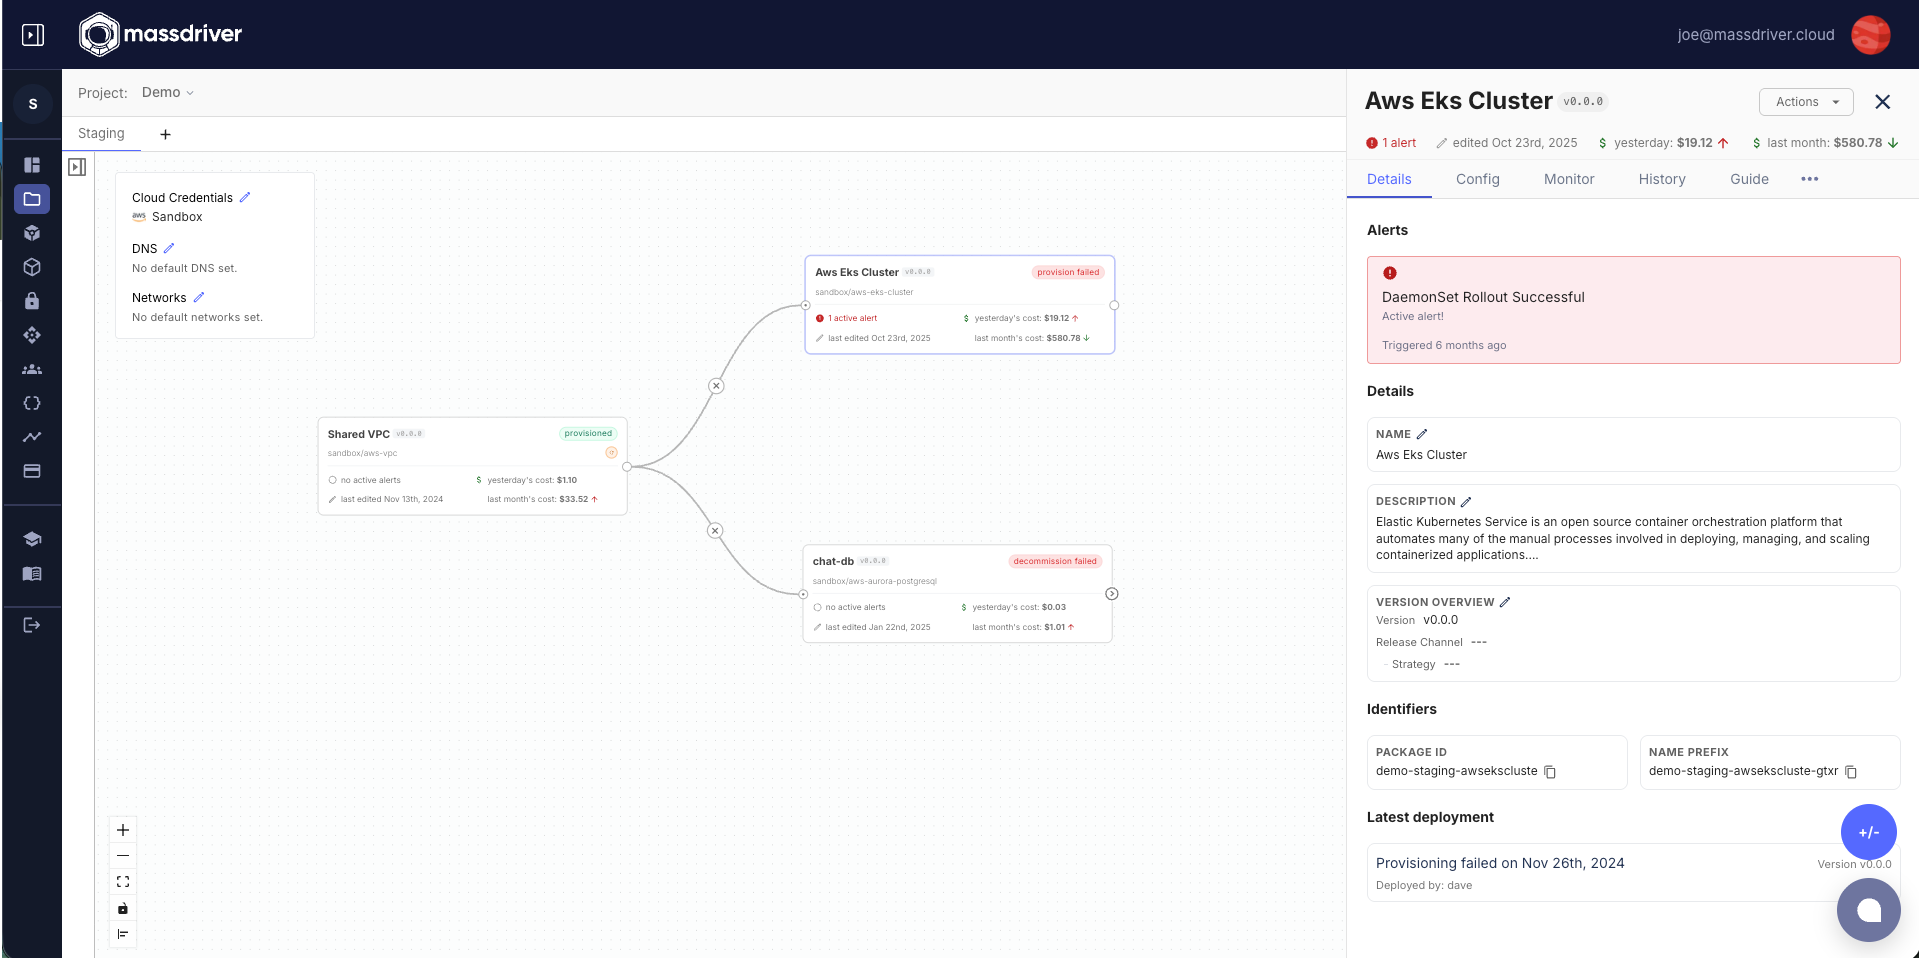 massdriver
joe@massdriver.cloud
S
Project: Demo
Staging
Cloud Credentials
aws Sandbox
DNS
No default DNS set.
Networks
No default networks set.
Aws Eks Cluster v0.0.0 provision failed
sandbox/aws-eks-cluster
1 active alert $ yesterday's cost: $19.12
last edited Oct 23rd, 2025 last month's cost: $580.78
Shared VPC v0.0.0 provisioned
sandbox/aws-vpc
no active alerts $ yesterday's cost: $1.10
last edited Nov 13th, 2024 last month's cost: $33.52
chat-db v0.0.0 decommission failed
sandbox/aws-aurora-postgresql
no active alerts $ yesterday's cost: $0.03
last edited Jan 22nd, 2025 last month's cost: $1.01
Aws Eks Cluster v0.0.0 Actions
1 alert edited Oct 23rd, 2025 $ yesterday: $19.12 $ last month: $580.78
Details Config Monitor History Guide
Alerts
DaemonSet Rollout Successful
Active alert!
Triggered 6 months ago
Details
NAME
Aws Eks Cluster
DESCRIPTION
Elastic Kubernetes Service is an open source container orchestration platform that
automates many of the manual processes involved in deploying, managing, and scaling
containerized applications....
VERSION OVERVIEW
Version v0.0.0
Release Channel ---
- Strategy ---
Identifiers
PACKAGE ID
demo-staging-awsekscluste
NAME PREFIX
demo-staging-awsekscluste-gtxr
Latest deployment
+/-
Provisioning failed on Nov 26th, 2024 Version v0.0.0
Deployed by: dave